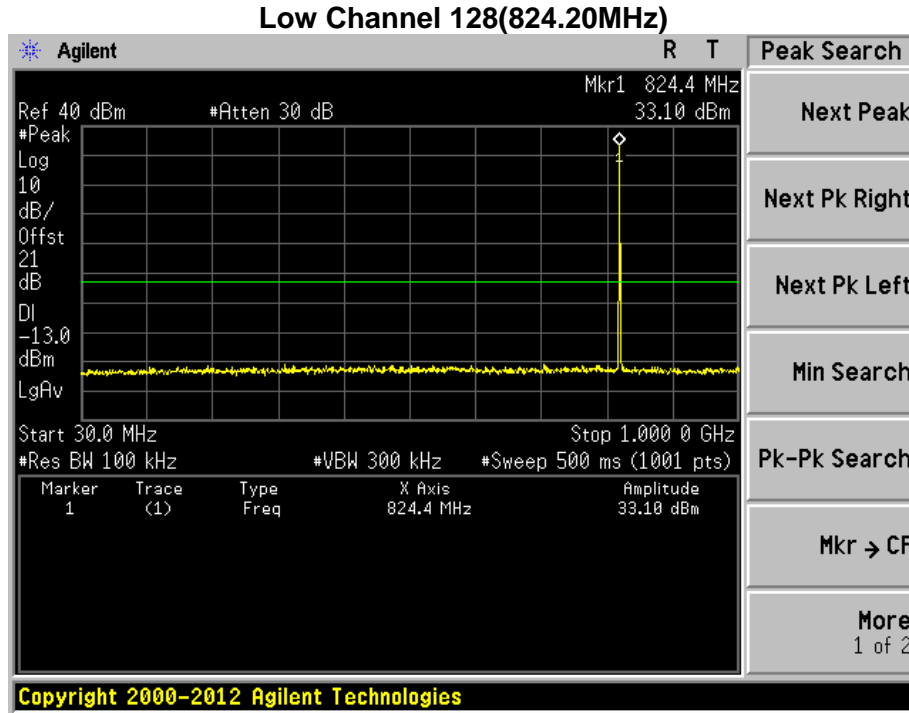 Low Channel 128(824.20MHz)
Agilent R T Peak Search
Mkr1 824.4 MHz
Ref 40 dBm #Atten 30 dB 33.10 dBm
#Peak
Log
10
dB/
Offst
21
dB
DI
-13.0
dBm
LgAv
1
Start 30.0 MHz Stop 1.000 0 GHz
#Res BW 100 kHz #VBW 300 kHz #Sweep 500 ms (1001 pts)
Marker Trace Type X Axis Amplitude
1 (1) Freq 824.4 MHz 33.10 dBm
Next Peak
Next Pk Right
Next Pk Left
Min Search
Pk-Pk Search
Mkr → CF
More
1 of 2
Copyright 2000-2012 Agilent Technologies